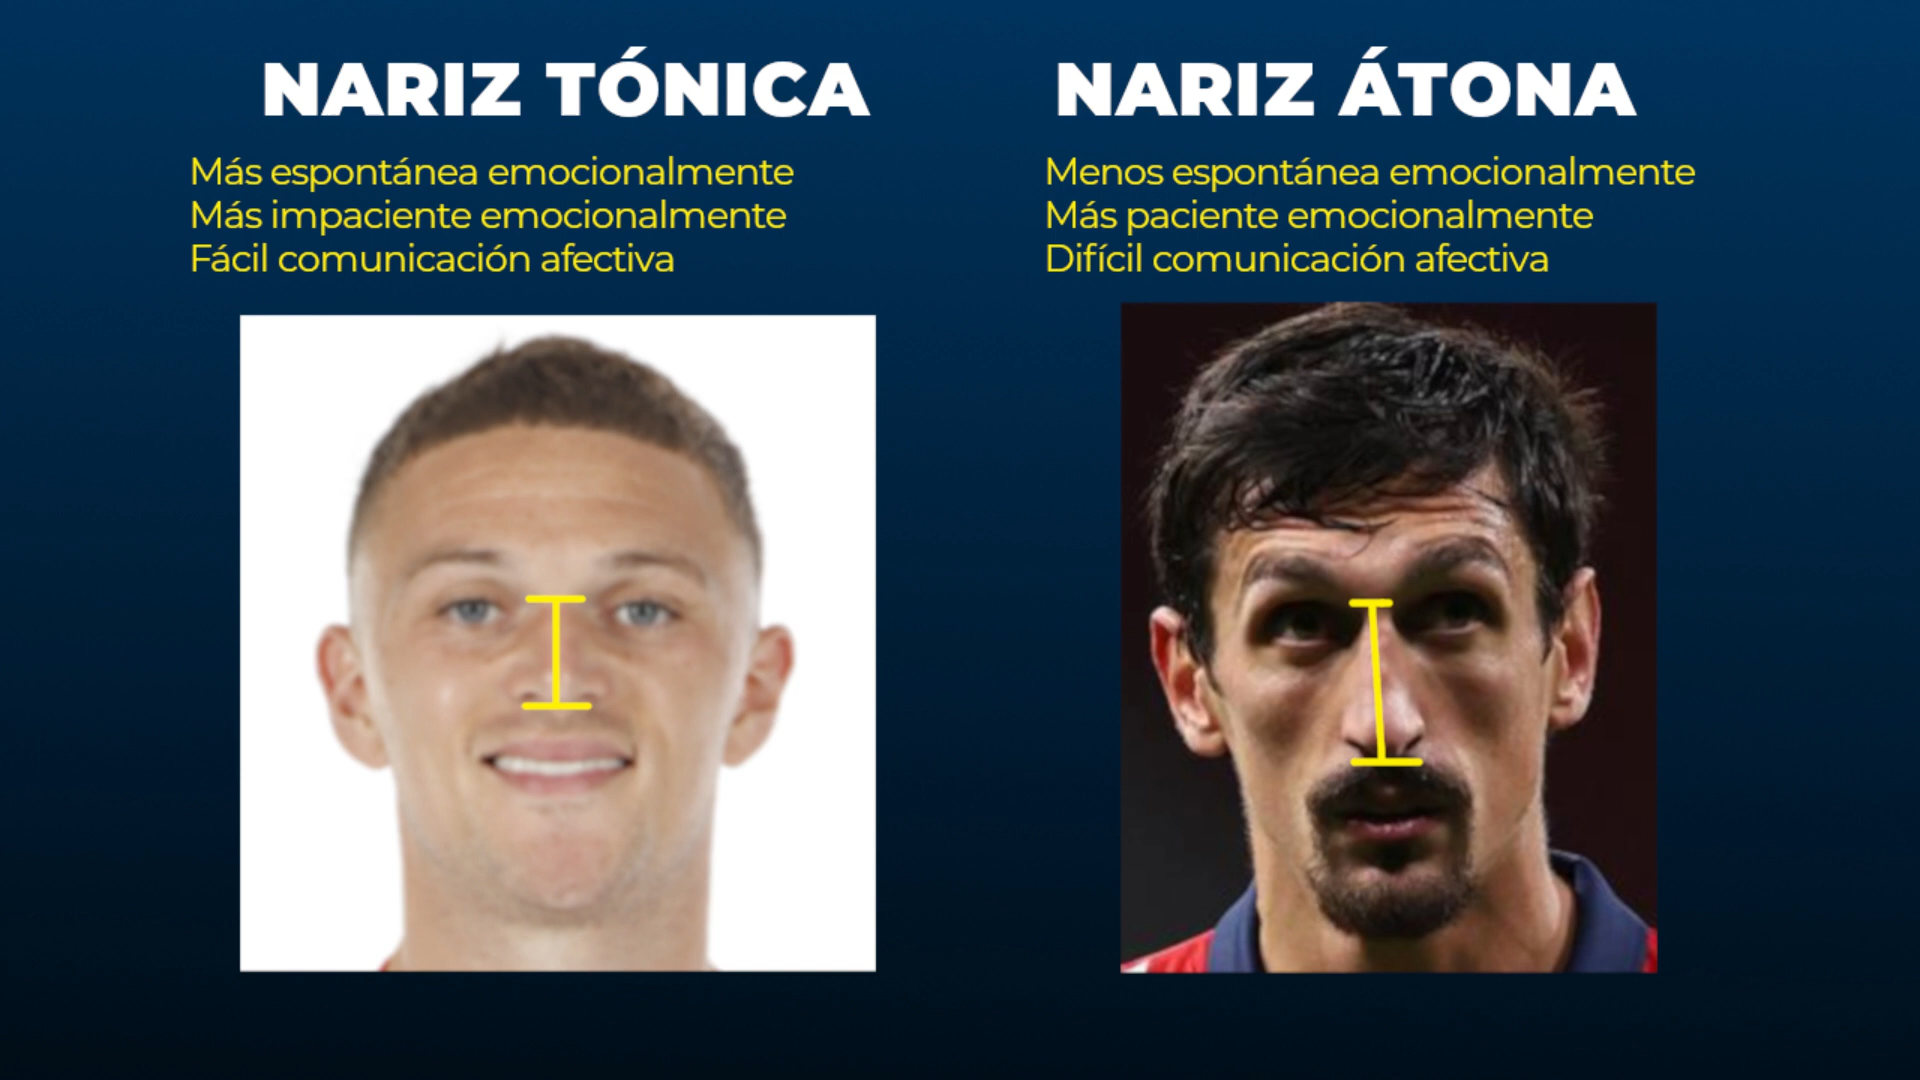 NARIZ TÓNICA
Más espontánea emocionalmente
Más impaciente emocionalmente
Fácil comunicación afectiva
NARIZ ÁTONA
Menos espontánea emocionalmente
Más paciente emocionalmente
Difícil comunicación afectiva